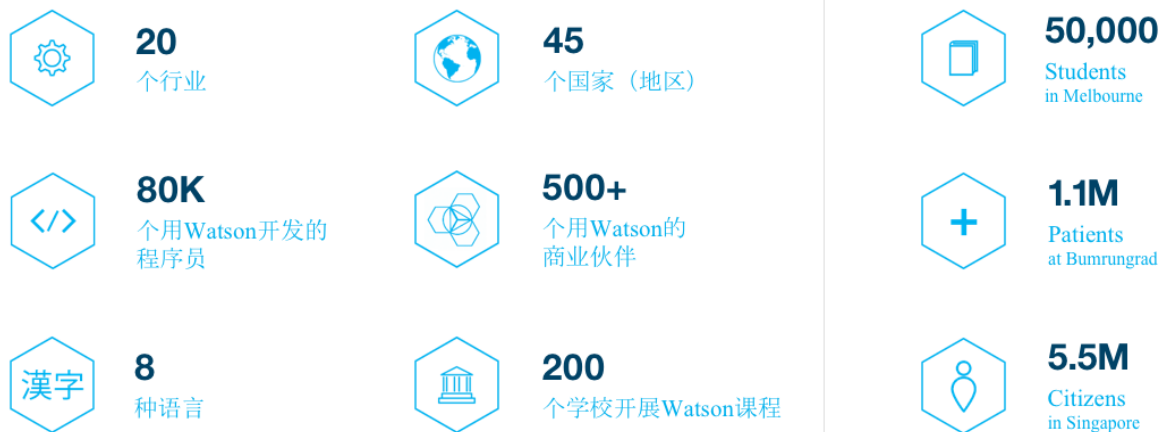 20
个行业
45
个国家（地区）
50,000
Students
in Melbourne
80K
个用Watson开发的
程序员
500+
个用Watson的
商业伙伴
1.1M
Patients
at Bumrungrad
漢字
8
种语言
200
个学校开展Watson课程
5.5M
Citizens
in Singapore